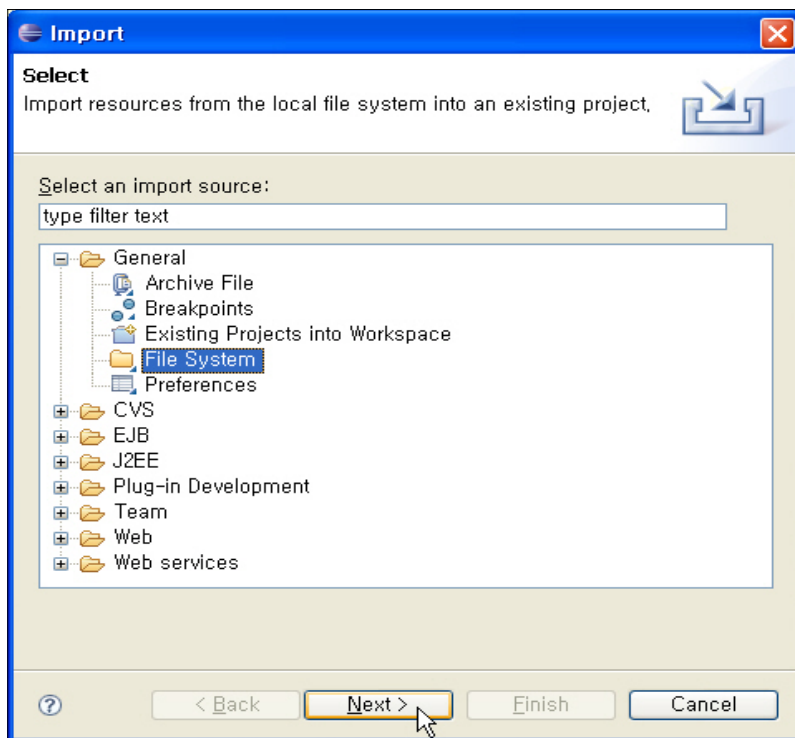 Import
Select
Import resources from the local file system into an existing project.
Select an import source:
type filter text
General
Archive File
Breakpoints
Existing Projects into Workspace
File System
Preferences
CVS
EJB
J2EE
Plug-in Development
Team
Web
Web services
? < Back Next > Finish Cancel